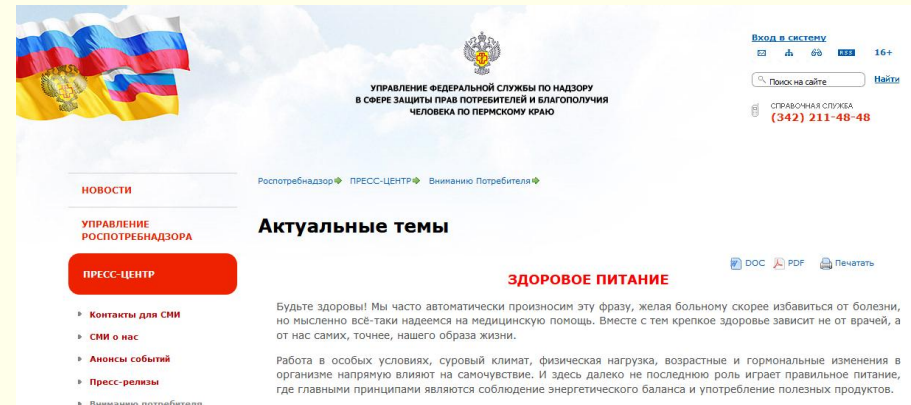 Вход в систему
RSS 16+
Поиск на сайте Найти
СПРАВОЧНАЯ СЛУЖБА
(342) 211-48-48
УПРАВЛЕНИЕ ФЕДЕРАЛЬНОЙ СЛУЖБЫ ПО НАДЗОРУ
В СФЕРЕ ЗАЩИТЫ ПРАВ ПОТРЕБИТЕЛЕЙ И БЛАГОПОЛУЧИЯ
ЧЕЛОВЕКА ПО ПЕРМСКОМУ КРАЮ
НОВОСТИ
УПРАВЛЕНИЕ
РОСПОТРЕБНАДЗОРА
ПРЕСС-ЦЕНТР
Контакты для СМИ
СМИ о нас
Анонсы событий
Пресс-релизы
Вниманию потребителя
Роспотребнадзор ПРЕСС-ЦЕНТР Вниманию Потребителя
Актуальные темы
DOC PDF Печатать
ЗДОРОВОЕ ПИТАНИЕ
Будьте здоровы! Мы часто автоматически произносим эту фразу, желая больному скорее избавиться от болезни,
но мысленно всё-таки надеемся на медицинскую помощь. Вместе с тем крепкое здоровье зависит не от врачей, а
от нас самих, точнее, нашего образа жизни.
Работа в особых условиях, суровый климат, физическая нагрузка, возрастные и гормональные изменения в
организме напрямую влияют на самочувствие. И здесь далеко не последнюю роль играет правильное питание,
где главными принципами являются соблюдение энергетического баланса и употребление полезных продуктов.